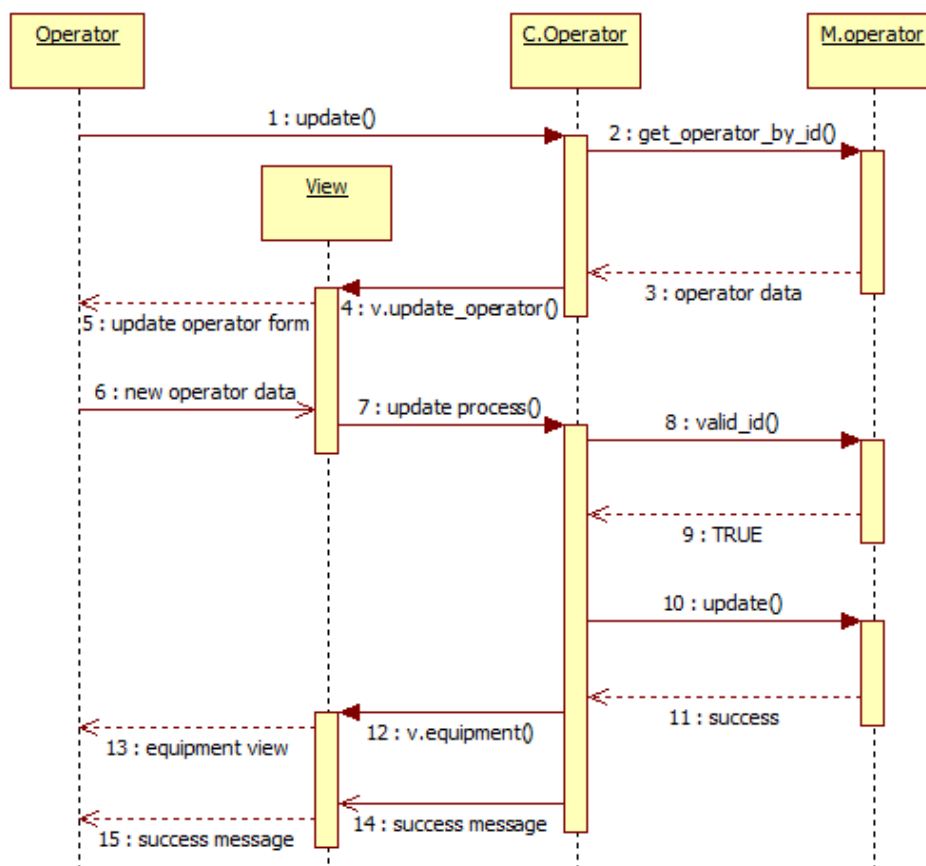 Operator
C.Operator
M.operator
1 : update()
2 : get_operator_by_id()
View
3 : operator data
4 : v.update_operator()
5 : update operator form
6 : new operator data
7 : update process()
8 : valid_id()
9 : TRUE
10 : update()
11 : success
12 : v.equipment()
13 : equipment view
14 : success message
15 : success message